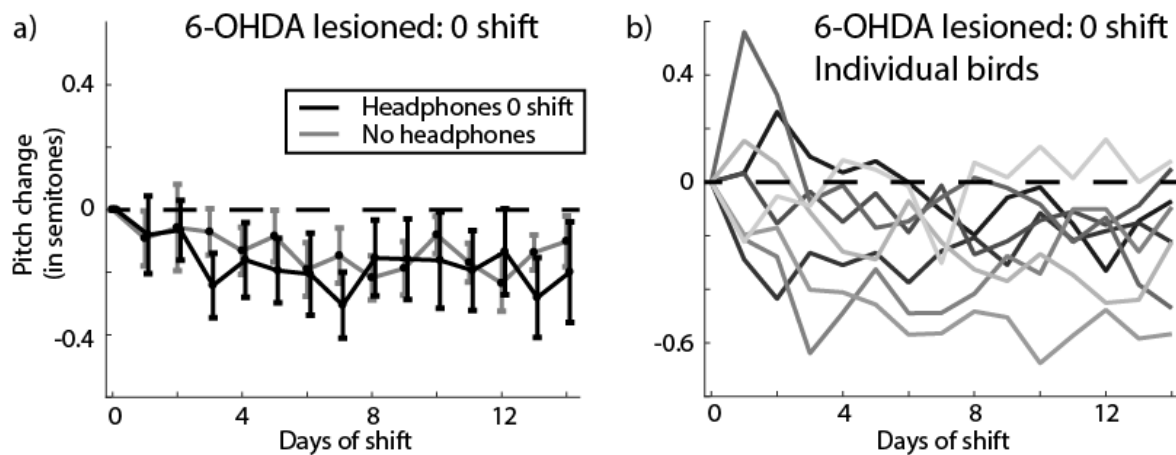 a)
6-OHDA lesioned: 0 shift
Pitch change
(in semitones)
0.4
0
-0.4
Headphones 0 shift
No headphones
0
4
8
12
Days of shift
b)
6-OHDA lesioned: 0 shift
Individual birds
0.4
0
-0.6
0
4
8
12
Days of shift